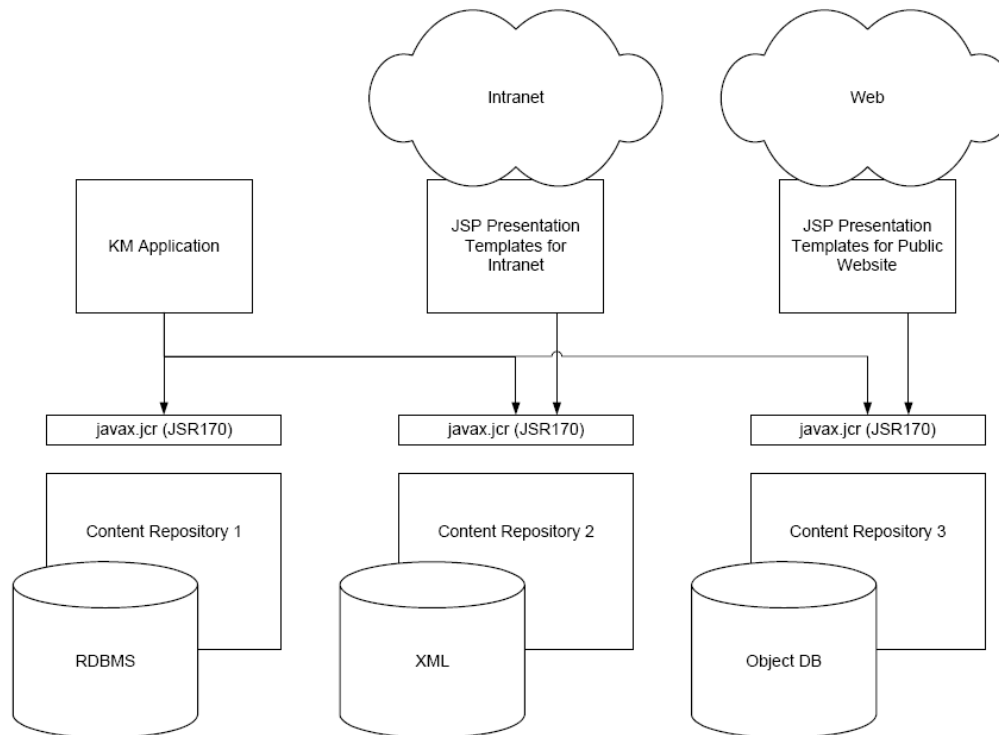 Intranet
Web
KM Application
JSP Presentation
Templates for
Intranet
JSP Presentation
Templates for Public
Website
javax.jcr (JSR170)
javax.jcr (JSR170)
javax.jcr (JSR170)
Content Repository 1
Content Repository 2
Content Repository 3
RDBMS
XML
Object DB